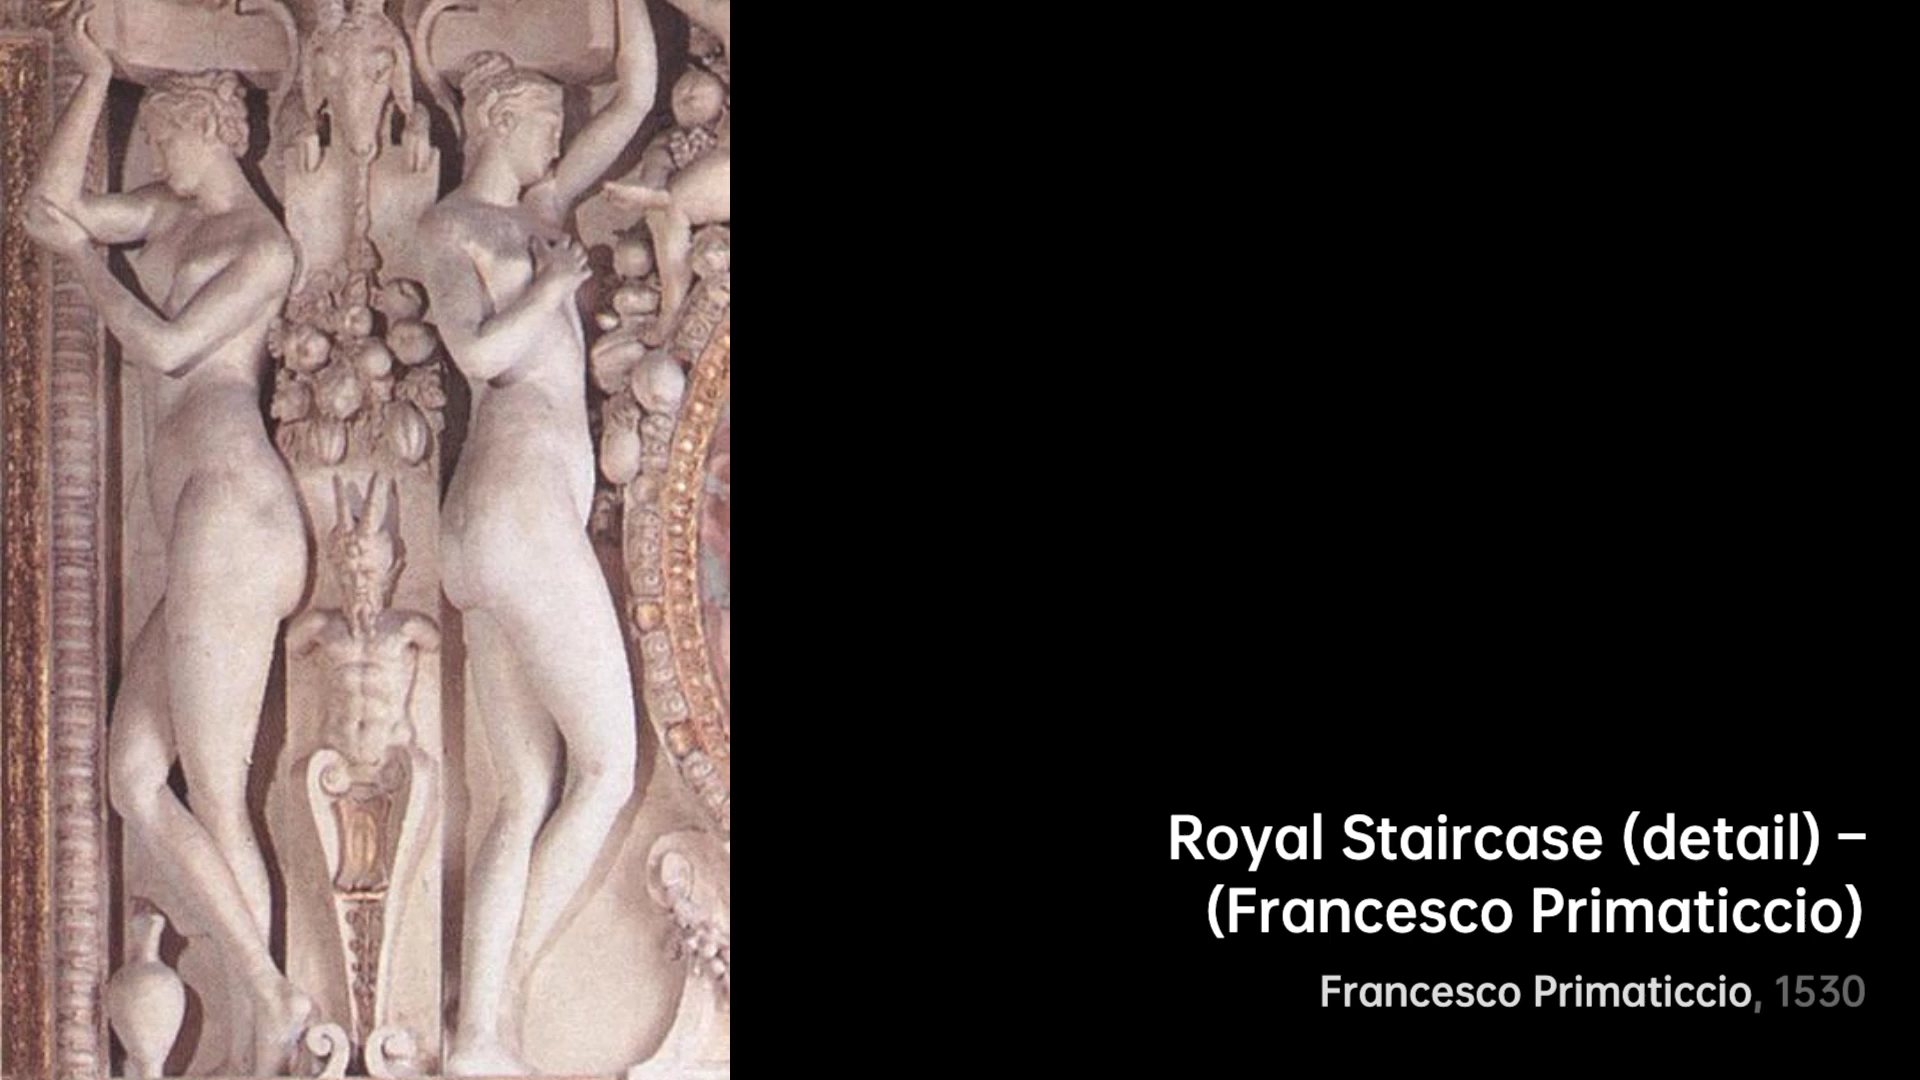 Royal Staircase (detail) –
(Francesco Primaticcio)
Francesco Primaticcio, 1530